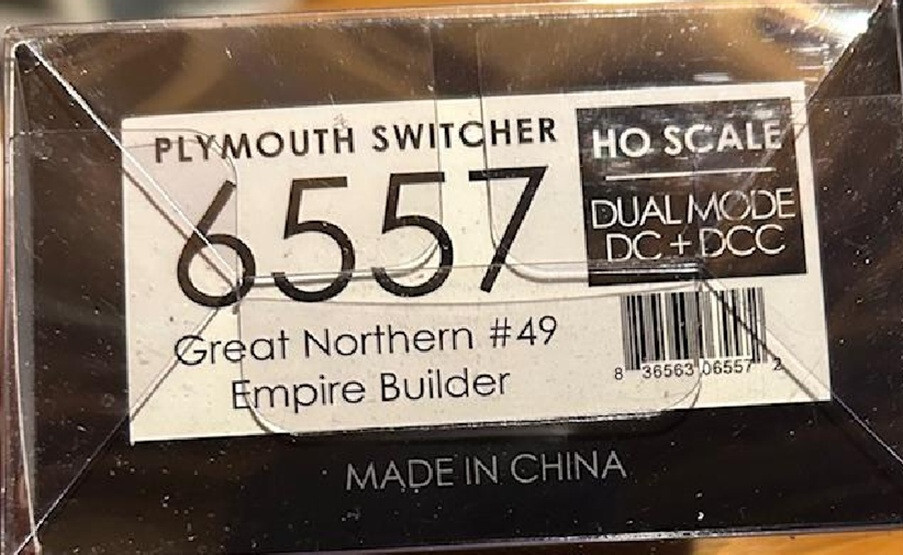 PLYMOUTH SWITCHER
6557
Great Northern #49
Empire Builder
HO SCALE
DUAL MODE
DC + DCC
8 36563 06557 2
MADE IN CHINA